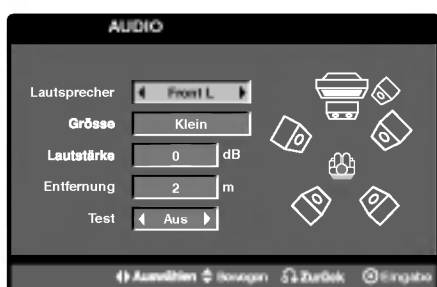 AUDIO
Lautsprecher Front L
Grösse Klein
Lautstärke 0 dB
Entfernung 2 m
Test Aus
Auswählen Bewegen Zurück Eingabe